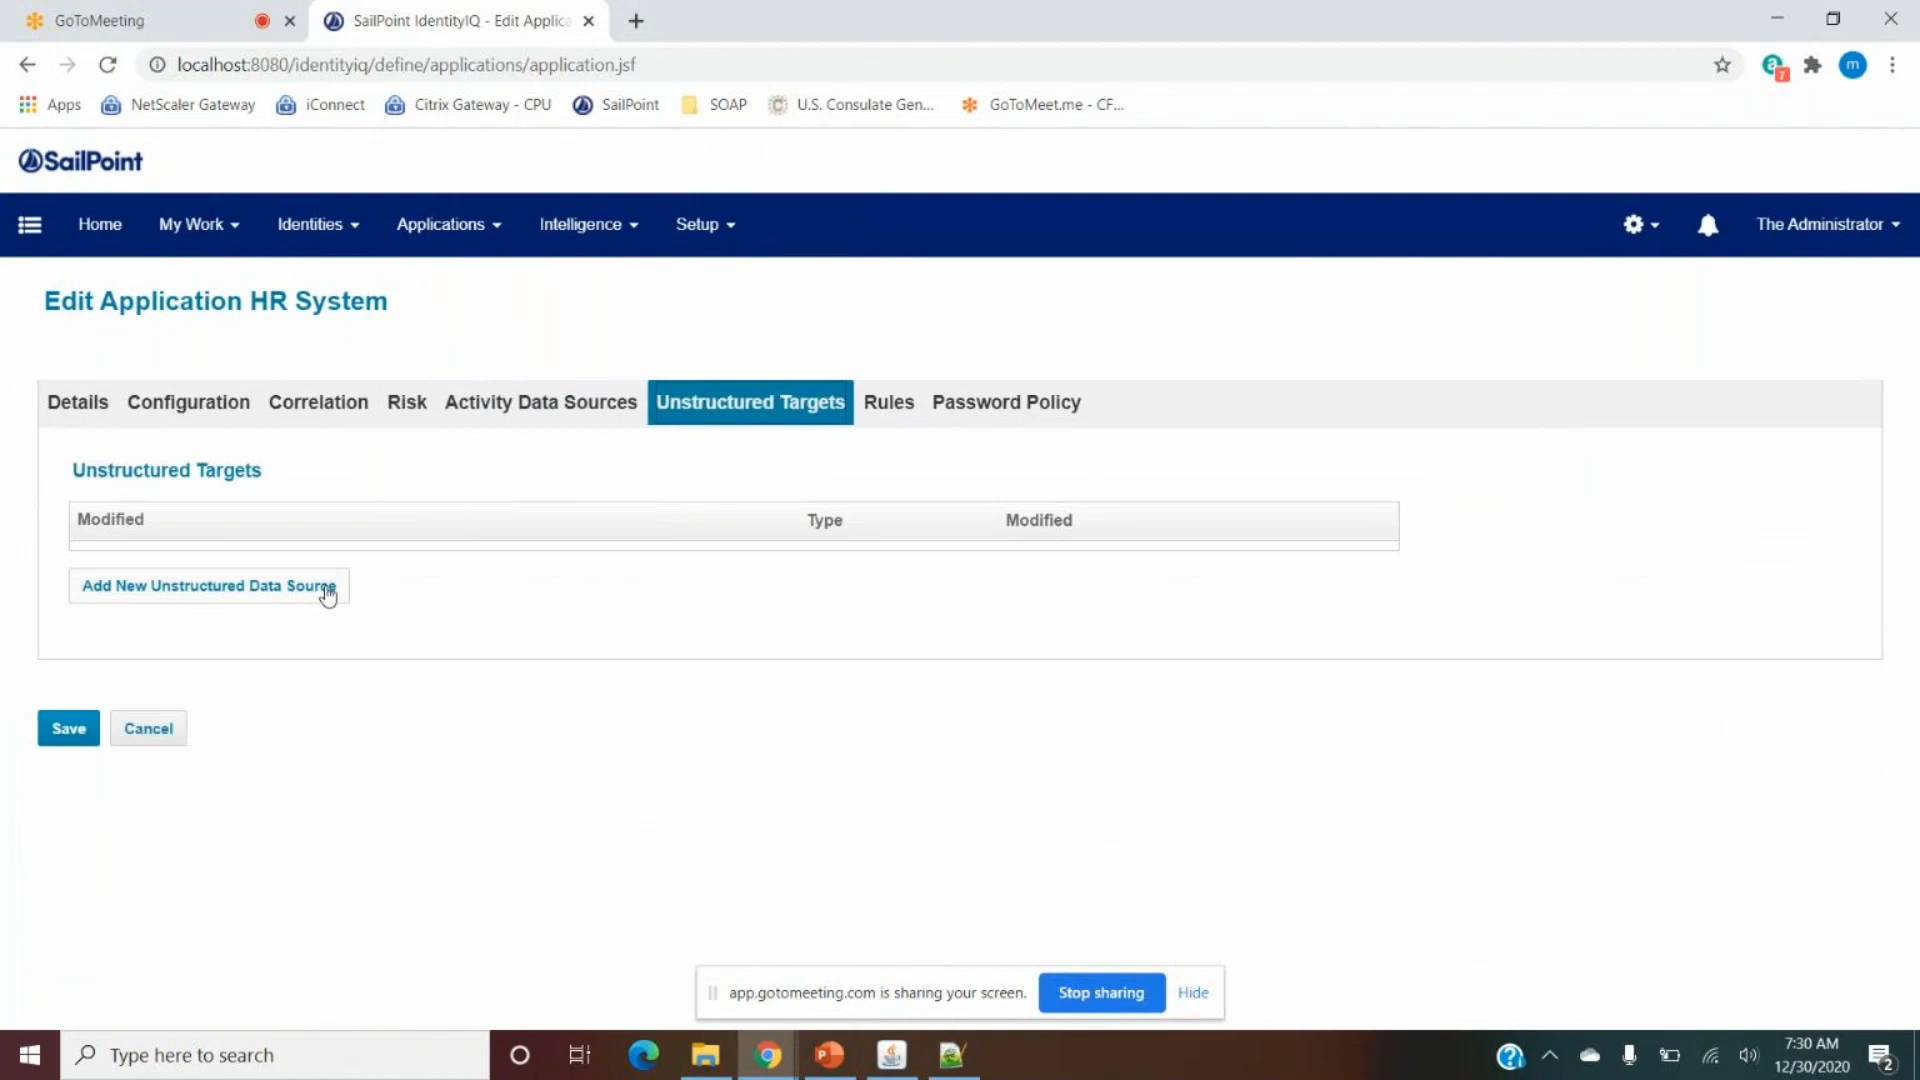 GoToMeeting
SailPoint IdentityIQ - Edit Applica
localhost:8080/identityiq/define/applications/application.jsf
a 7
m
Apps NetScaler Gateway iConnect Citrix Gateway - CPU SailPoint SOAP C U.S. Consulate Gen... GoToMeet.me - CF...
SailPoint
Home My Work Identities Applications Intelligence Setup The Administrator
Edit Application HR System
Details Configuration Correlation Risk Activity Data Sources Unstructured Targets Rules Password Policy
Unstructured Targets
Modified Type Modified
Add New Unstructured Data Source
Save Cancel
app.gotomeeting.com is sharing your screen. Stop sharing Hide
Type here to search
7:30 AM
12/30/2020
2